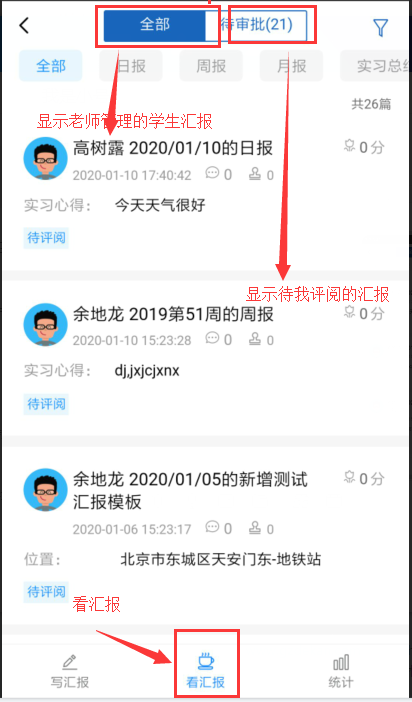 全部
待审批(21)
全部
日报
周报
月报
实习总结
共26篇
显示老师管理的学生汇报
高树露 2020/01/10的日报
0分
2020-01-10 17:40:42
0
0
实习心得:
今天天气很好
待评阅
显示待我评阅的汇报
余地龙 2019第51周的周报
0分
2020-01-10 15:23:28
0
0
实习心得:
dj,jxjcjxnx
待评阅
余地龙 2020/01/05的新增测试
汇报模板
0分
2020-01-06 15:23:17
0
0
位置:
北京市东城区天安门东-地铁站
待评阅
看汇报
写汇报
看汇报
统计